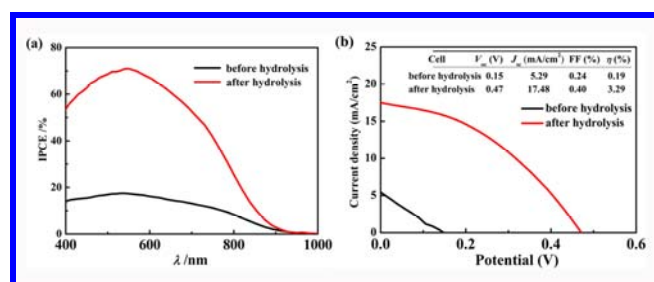 (a)
before hydrolysis
after hydrolysis
IPCE /%
80
60
40
20
0
400
600
800
1000
λ /nm
(b)
Cell Voc (V) Jsc (mA/cm²) FF (%) η (%)
before hydrolysis 0.15 5.29 0.24 0.19
after hydrolysis 0.47 17.48 0.40 3.29
before hydrolysis
after hydrolysis
Current density (mA/cm²)
25
20
15
10
5
0
0.0
0.2
0.4
0.6
Potential (V)